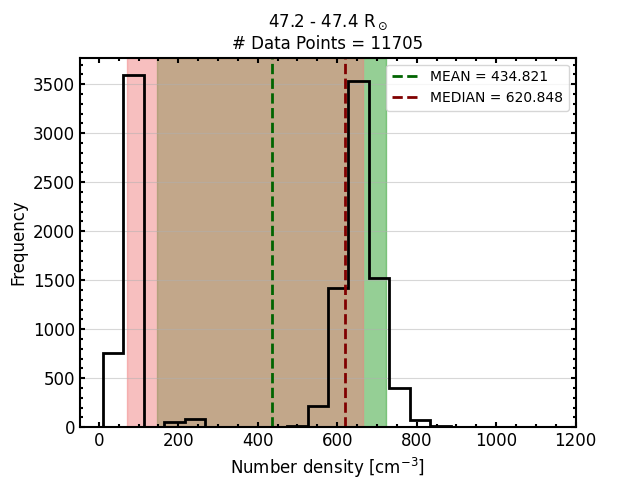 47.2 - 47.4 R⊙
# Data Points = 11705
MEAN = 434.821
MEDIAN = 620.848
Frequency
3500
3000
2500
2000
1500
1000
500
0
0 200 400 600 800 1000 1200
Number density [cm⁻³]